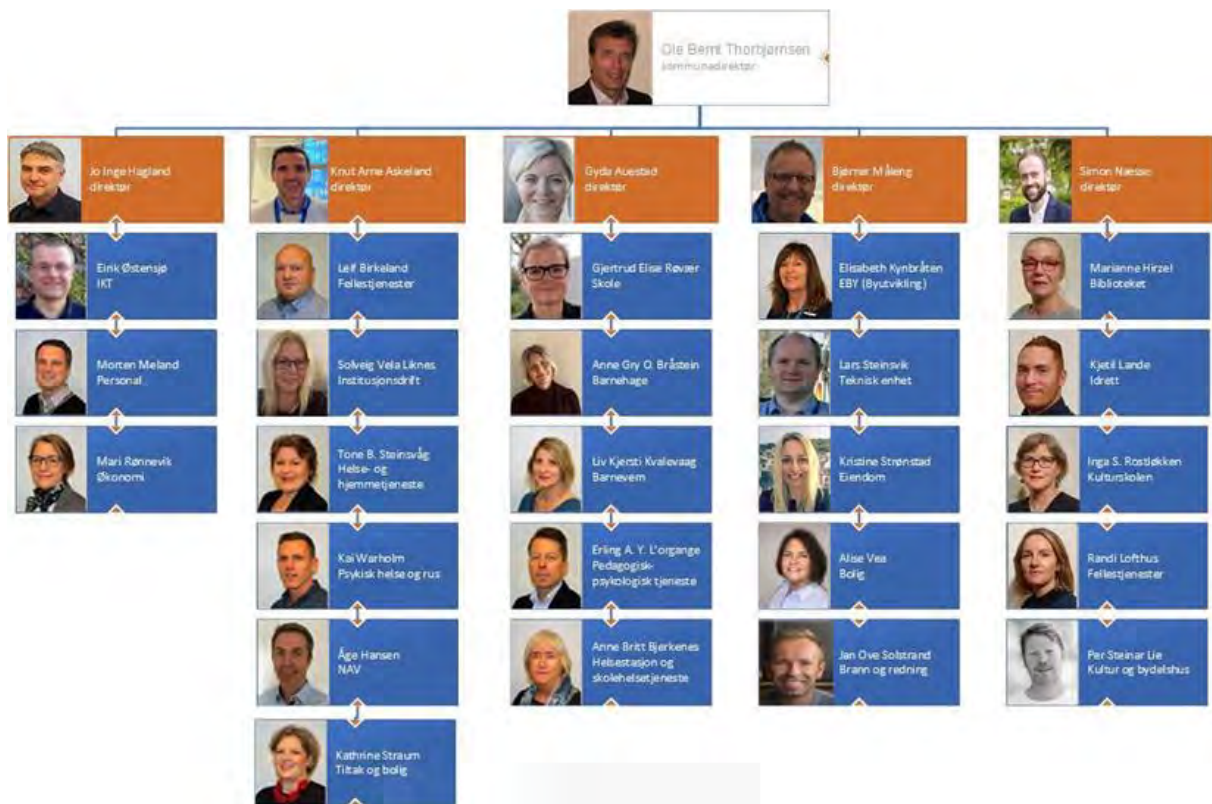 Ole Bernt Thorbjørnsen
kommunedirektør
Jo Inge Hagland
direktør
Eirik Østensjø
IKT
Morten Meland
Personal
Mari Rønnevik
Økonomi
Knut Arne Askeland
direktør
Leif Birkeland
Fellestjenester
Solveig Vela Liknes
Institusjonsdrift
Tone B. Steinsvåg
Helse- og
hjemmetjeneste
Kai Warholm
Psykisk helse og rus
Åge Hansen
NAV
Kathrine Straum
Tiltak og bolig
Gyda Auestad
direktør
Gjertrud Elise Røvær
Skole
Anne Gry O. Bråstein
Barnehage
Liv Kjersti Kvalevaag
Barnevern
Erling A. Y. L'organge
Pedagogisk-
psykologisk tjeneste
Anne Britt Bjerkenes
Helsestasjon og
skolehelsetjeneste
Bjørnar Måleng
direktør
Elisabeth Kynbråten
EBY (Byutvikling)
Lars Steinsvik
Teknisk enhet
Kristine Strønstad
Eiendom
Alise Vea
Bolig
Jan Ove Solstrand
Brann og redning
Simon Næsse
direktør
Marianne Hirzel
Biblioteket
Kjetil Lande
Idrett
Inga S. Rostløkken
Kulturskolen
Randi Lofthus
Fellestjenester
Per Steinar Lie
Kultur og bydelshus